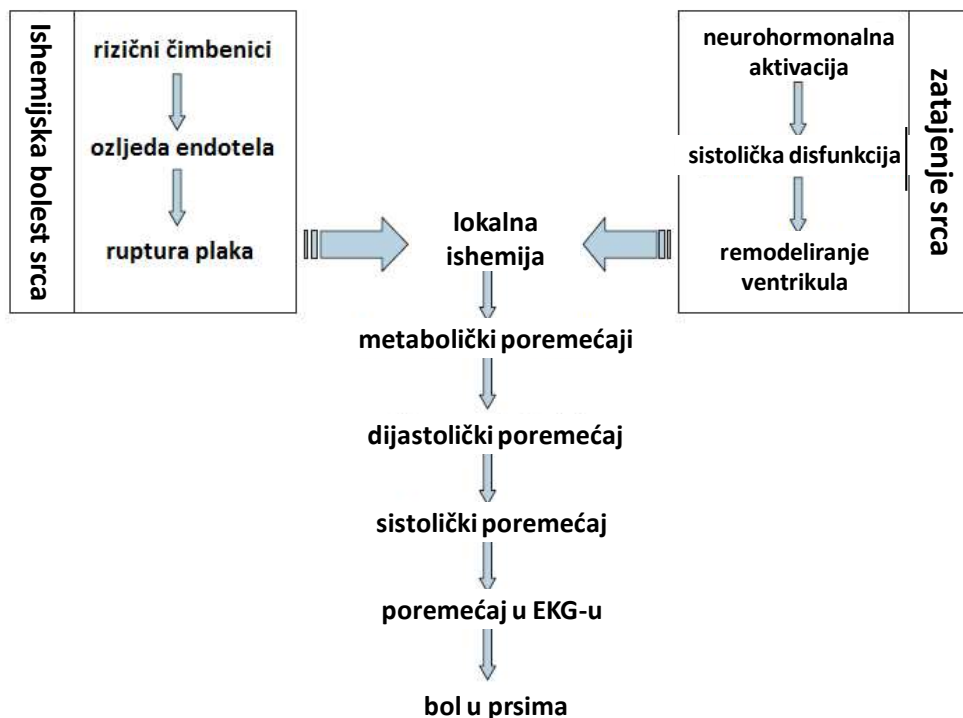 Ishemijska bolest srca
rizični čimbenici
ozljeda endotela
ruptura plaka
neurohormonalna
aktivacija
sistolička disfunkcija
remodeliranje
ventrikula
zatajenje srca
lokalna
ishemija
metabolički poremećaji
dijastolički poremećaj
sistolički poremećaj
poremećaj u EKG-u
bol u prsima